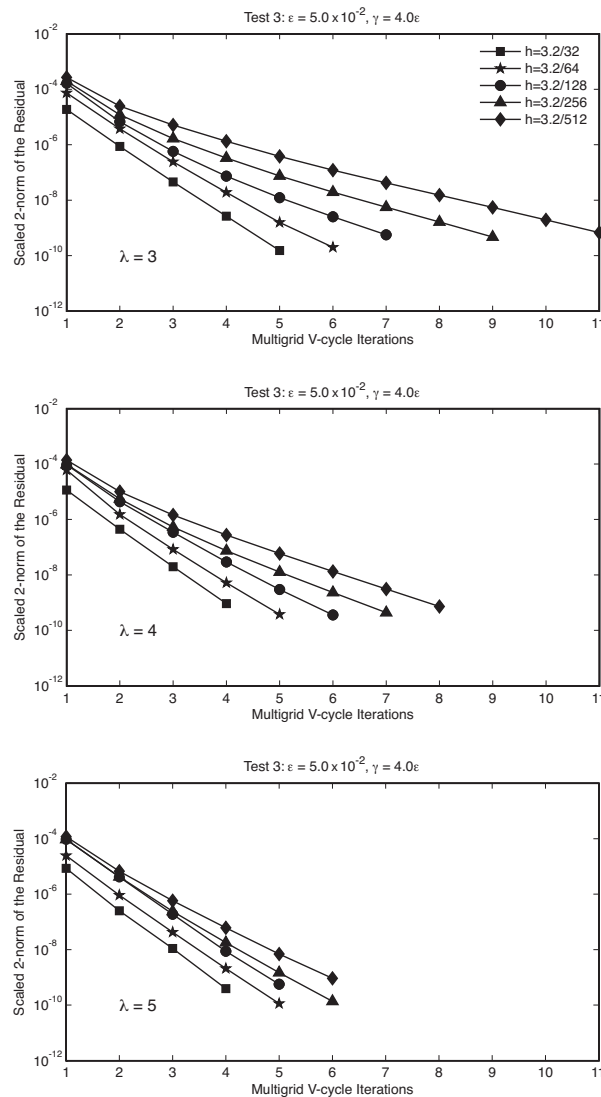 Test 3: ε = 5.0 x 10⁻², γ = 4.0ε
10⁻²
10⁻⁴
10⁻⁶
10⁻⁸
10⁻¹⁰
10⁻¹²
Scaled 2-norm of the Residual
h=3.2/32
h=3.2/64
h=3.2/128
h=3.2/256
h=3.2/512
λ = 3
1 2 3 4 5 6 7 8 9 10 11
Multigrid V-cycle Iterations
Test 3: ε = 5.0 x 10⁻², γ = 4.0ε
10⁻²
10⁻⁴
10⁻⁶
10⁻⁸
10⁻¹⁰
10⁻¹²
Scaled 2-norm of the Residual
λ = 4
1 2 3 4 5 6 7 8 9 10 11
Multigrid V-cycle Iterations
Test 3: ε = 5.0 x 10⁻², γ = 4.0ε
10⁻²
10⁻⁴
10⁻⁶
10⁻⁸
10⁻¹⁰
10⁻¹²
Scaled 2-norm of the Residual
λ = 5
1 2 3 4 5 6 7 8 9 10 11
Multigrid V-cycle Iterations